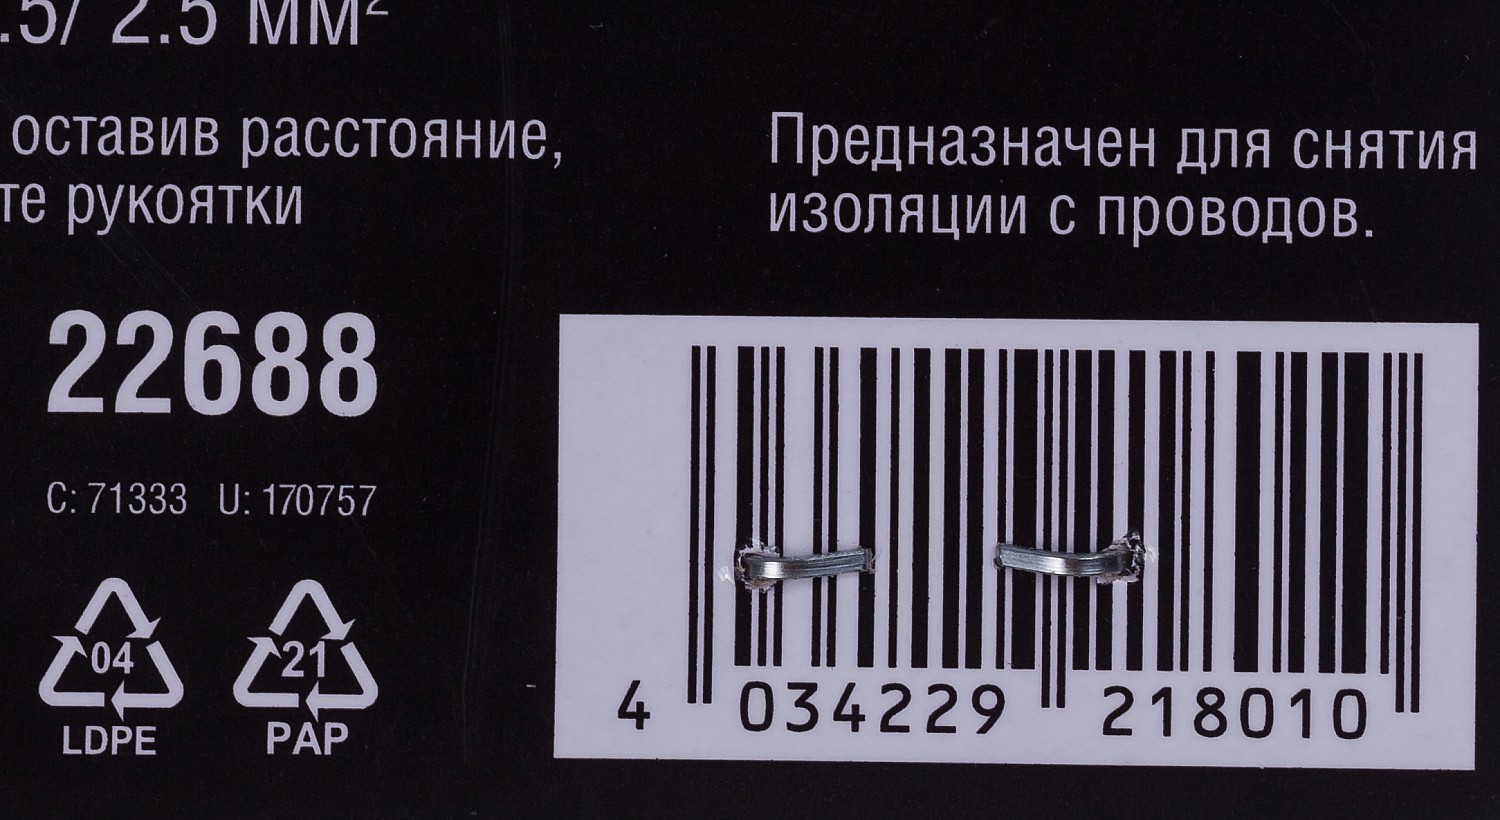 .5/ 2.5 мм²
оставив расстояние,
те рукоятки
Предназначен для снятия
изоляции с проводов.
22688
C: 71333 U: 170757
04
LDPE
21
PAP
4 034229 218010